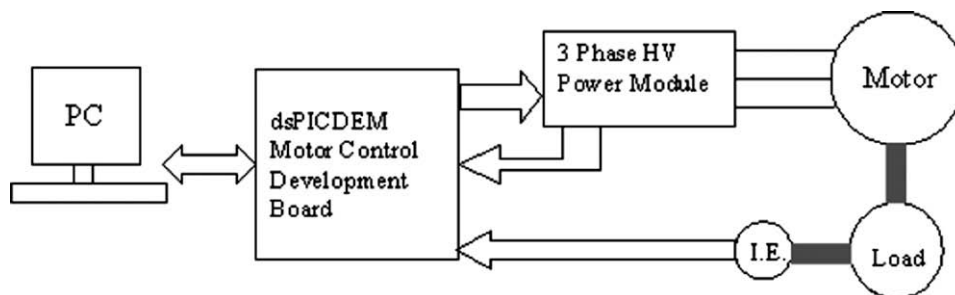 PC
dsPICDEM
Motor Control
Development
Board
3 Phase HV
Power Module
Motor
I.E.
Load